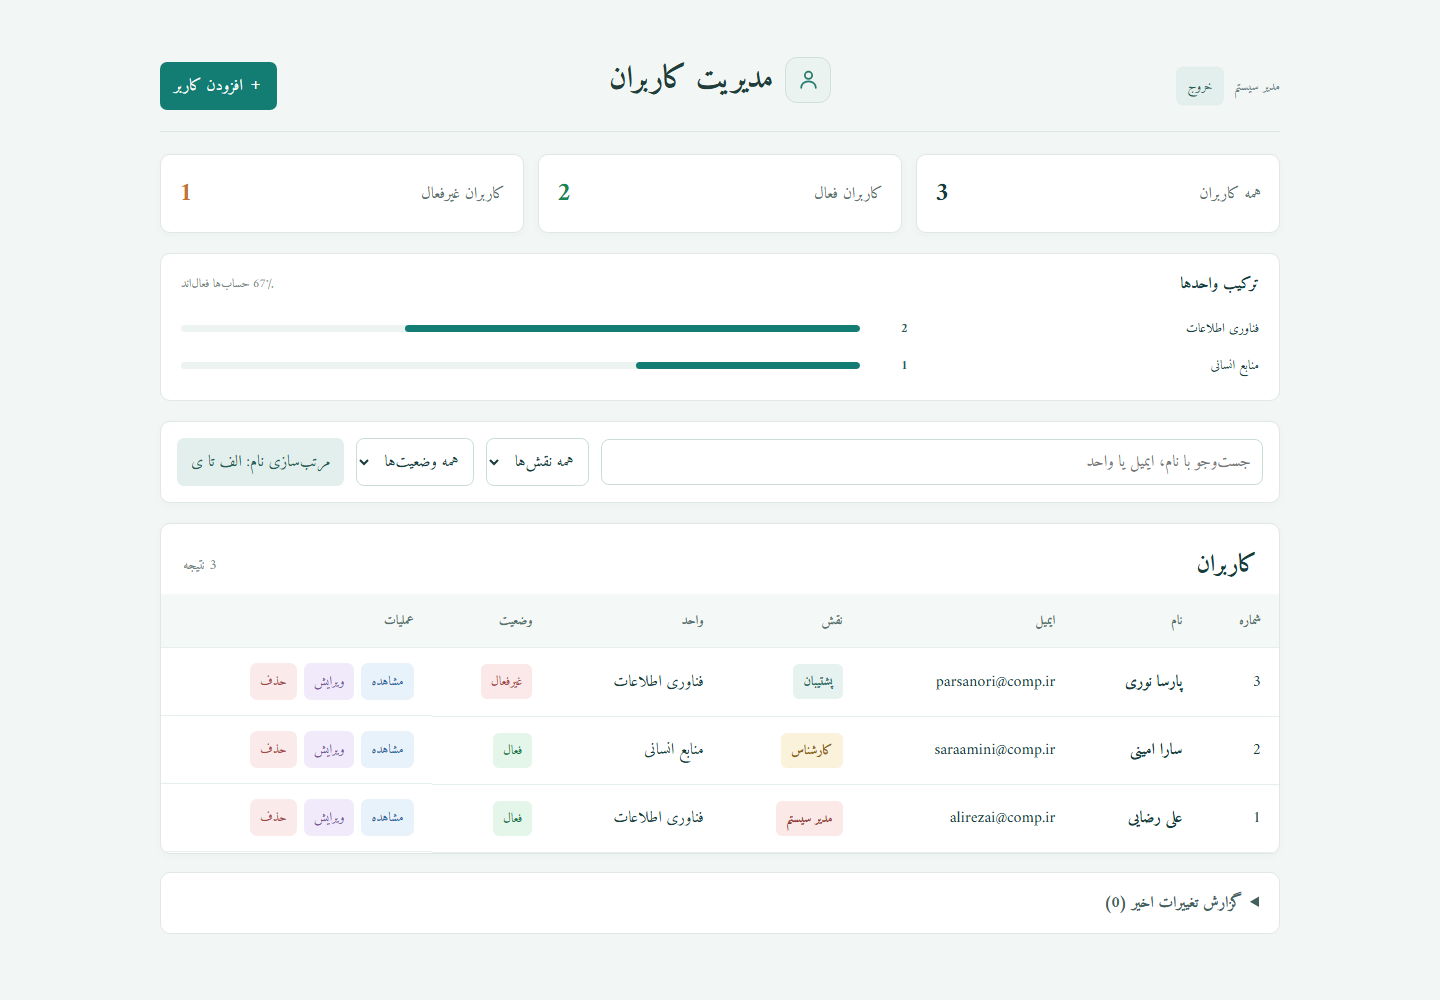 مدیر سیستم
خروج
مدیریت کاربران
+ افزودن کاربر
همه کاربران 3
کاربران فعال 2
کاربران غیرفعال 1
ترکیب واحدها
67٪ حساب‌ها فعال‌اند
فناوری اطلاعات 2
منابع انسانی 1
جست‌وجو با نام، ایمیل یا واحد
همه نقش‌ها
همه وضعیت‌ها
مرتب‌سازی نام: الف تا ی
کاربران
3 نتیجه
شماره نام ایمیل نقش واحد وضعیت عملیات
3 پارسا نوری parsanori@comp.ir پشتیبان فناوری اطلاعات غیرفعال مشاهده ویرایش حذف
2 سارا امینی saraamini@comp.ir کارشناس منابع انسانی فعال مشاهده ویرایش حذف
1 علی رضایی alirezai@comp.ir مدیر سیستم فناوری اطلاعات فعال مشاهده ویرایش حذف
گزارش تغییرات اخیر (0)